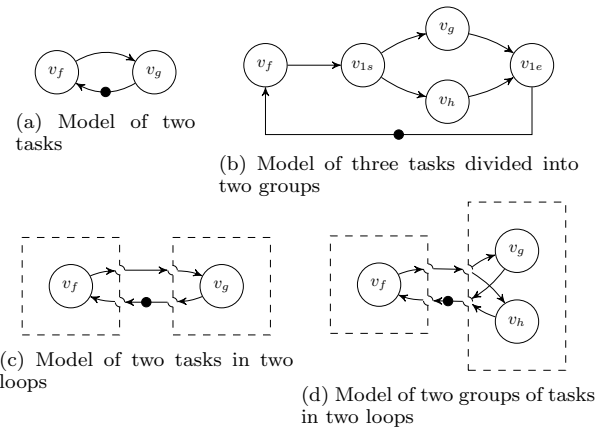 v_f
v_g
(a) Model of two
tasks
v_f
v_1s
v_g
v_h
v_1e
(b) Model of three tasks divided into
two groups
v_f
v_g
(c) Model of two tasks in two
loops
v_f
v_g
v_h
(d) Model of two groups of tasks
in two loops